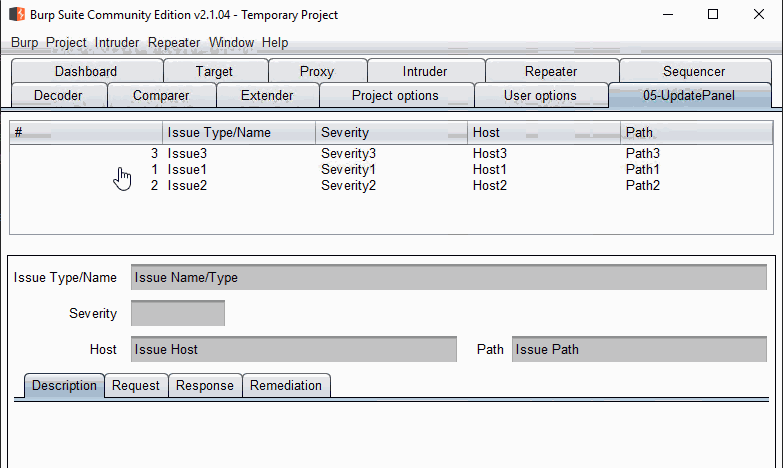 Burp Suite Community Edition v2.1.04 - Temporary Project
Burp Project Intruder Repeater Window Help
Dashboard Target Proxy Intruder Repeater Sequencer
Decoder Comparer Extender Project options User options 05-UpdatePanel
# Issue Type/Name Severity Host Path
3 Issue3 Severity3 Host3 Path3
1 Issue1 Severity1 Host1 Path1
2 Issue2 Severity2 Host2 Path2
Issue Type/Name Issue Name/Type
Severity
Host Issue Host Path Issue Path
Description Request Response Remediation